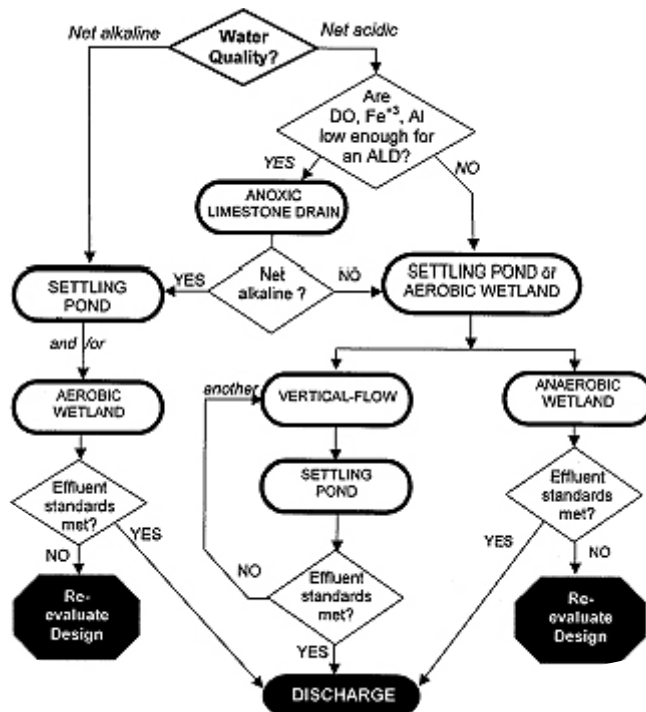 Net alkaline
Net acidic
Water
Quality?
Are
DO, Fe⁺³, Al
low enough for
an ALD?
YES
NO
ANOXIC
LIMESTONE DRAIN
SETTLING
POND
YES
Net
alkaline ?
NO
SETTLING POND or
AEROBIC WETLAND
and /or
another
AEROBIC
WETLAND
VERTICAL-FLOW
ANAEROBIC
WETLAND
SETTLING
POND
Effluent
standards
met?
Effluent
standards
met?
NO
YES
NO
Effluent
standards
met?
YES
NO
Re-
evaluate
Design
Re-
evaluate
Design
YES
DISCHARGE